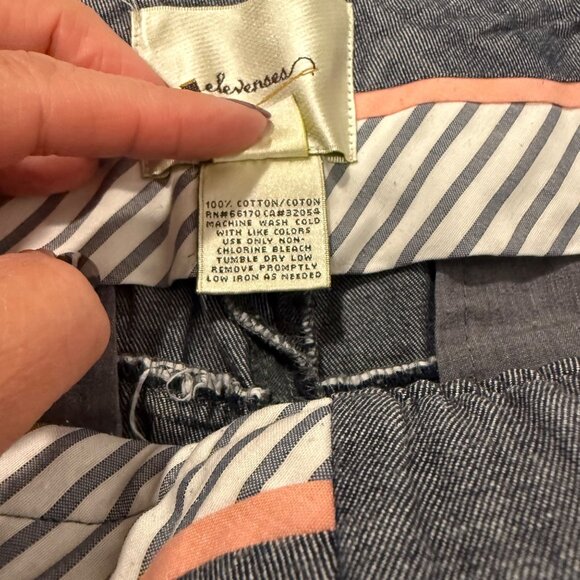 elevenses
100% COTTON/COTON
RN#66170 CA#32054
MACHINE WASH COLD
WITH LIKE COLORS
USE ONLY NON-
CHLORINE BLEACH
TUMBLE DRY LOW
REMOVE PROMPTLY
LOW IRON AS NEEDED